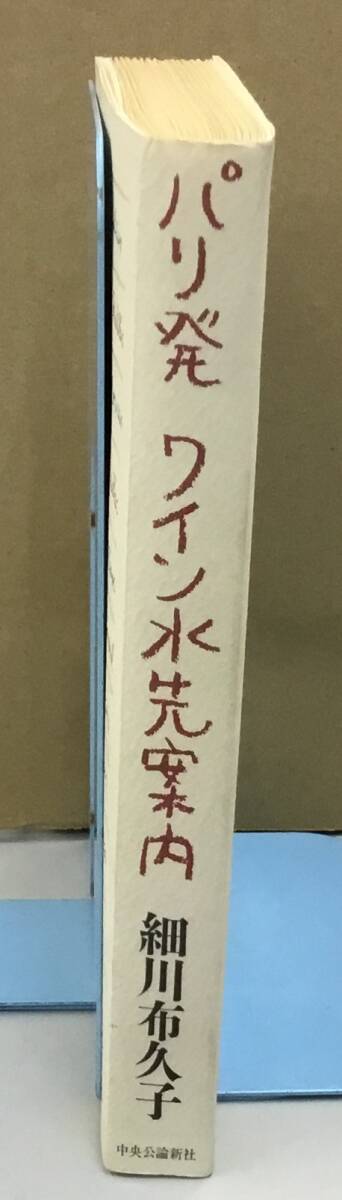 パリ発 ワイン水先案内
細川布久子
中央公論新社